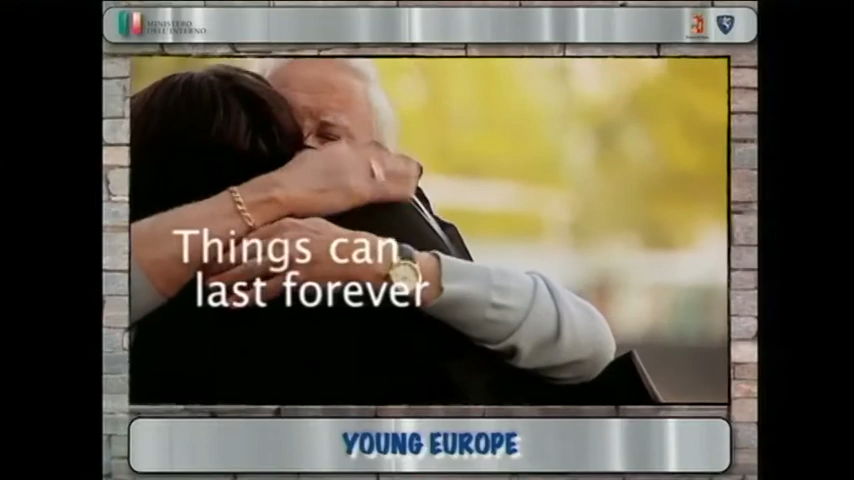 MINISTERO
DELL'INTERNO
Things can
last forever
YOUNG EUROPE